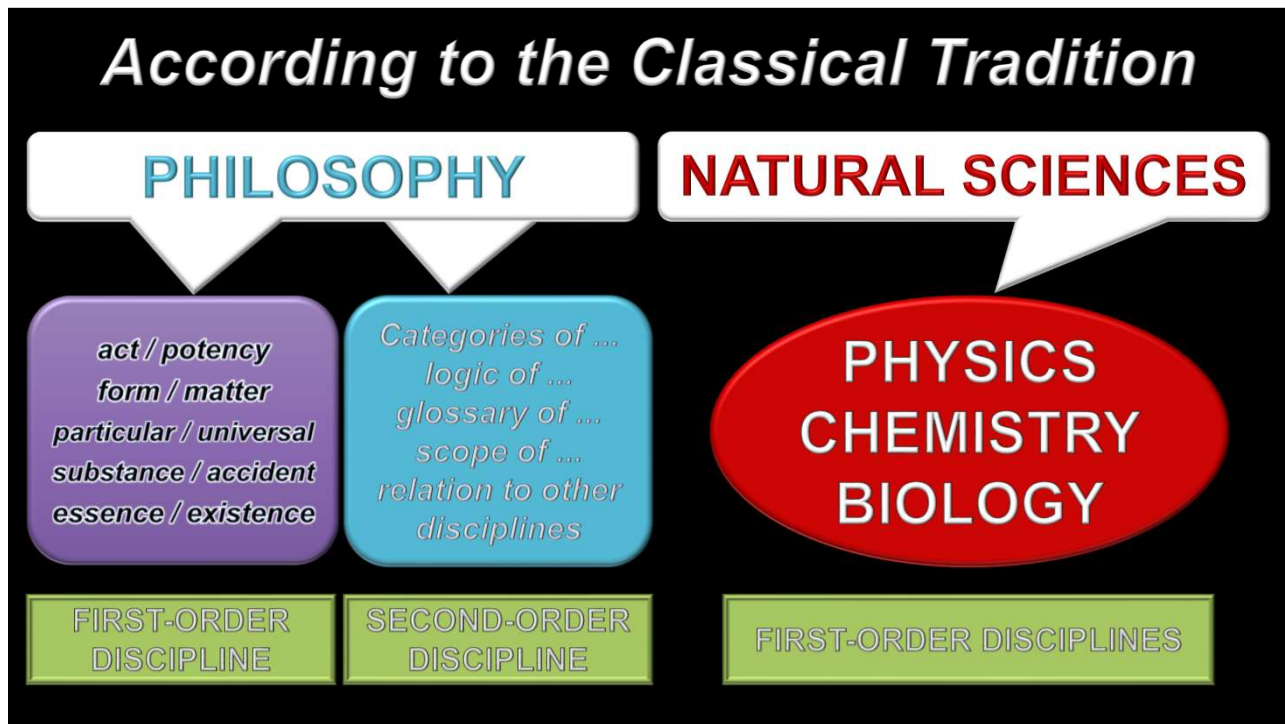 According to the Classical Tradition
PHILOSOPHY
NATURAL SCIENCES
act / potency
form / matter
particular / universal
substance / accident
essence / existence
Categories of ...
logic of ...
glossary of ...
scope of ...
relation to other
disciplines
PHYSICS
CHEMISTRY
BIOLOGY
FIRST-ORDER
DISCIPLINE
SECOND-ORDER
DISCIPLINE
FIRST-ORDER DISCIPLINES